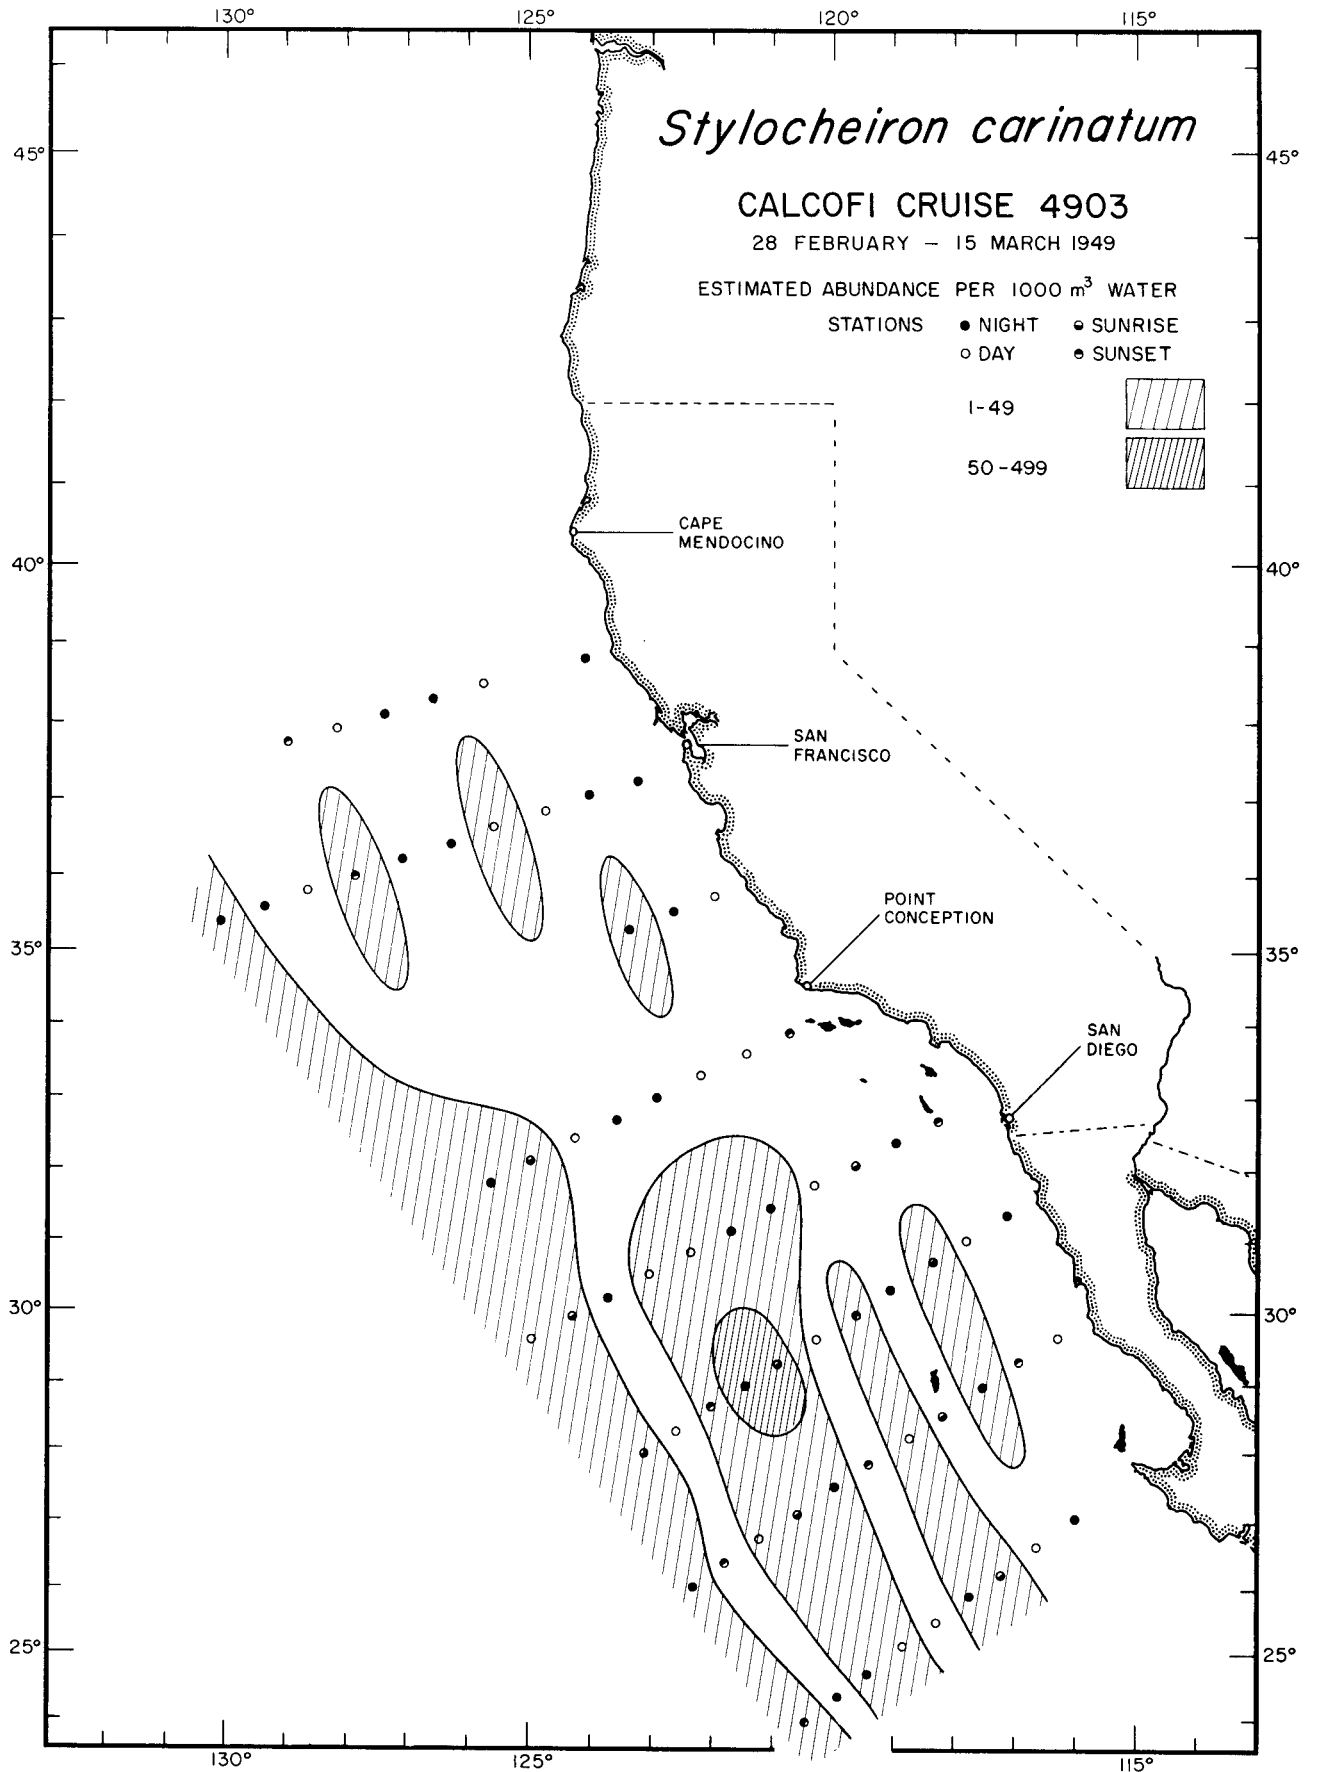 130° 125° 120° 115°
Stylocheiron carinatum
45° 45°
CALCOFI CRUISE 4903
28 FEBRUARY – 15 MARCH 1949
ESTIMATED ABUNDANCE PER 1000 m³ WATER
STATIONS ● NIGHT ◒ SUNRISE
○ DAY ◓ SUNSET
1-49
50-499
CAPE
MENDOCINO
40° 40°
SAN
FRANCISCO
POINT
CONCEPTION
35° 35°
SAN
DIEGO
30° 30°
25° 25°
130° 125° 115°